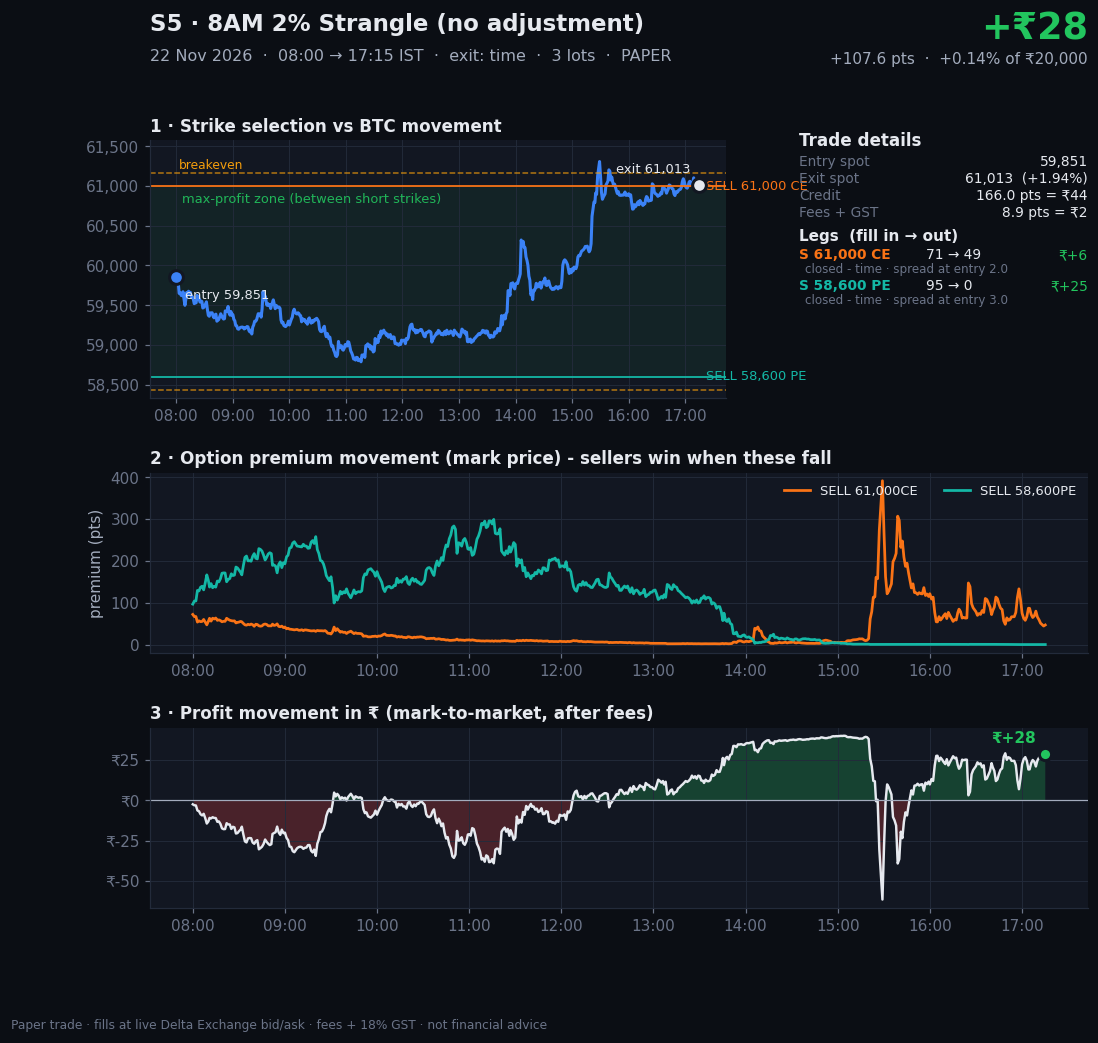 S5 · 8AM 2% Strangle (no adjustment)
+₹28
22 Nov 2026 · 08:00 → 17:15 IST · exit: time · 3 lots · PAPER
+107.6 pts · +0.14% of ₹20,000
1 · Strike selection vs BTC movement
61,500
61,000
60,500
60,000
59,500
59,000
58,500
breakeven
exit 61,013
SELL 61,000 CE
max-profit zone (between short strikes)
entry 59,851
SELL 58,600 PE
08:00 09:00 10:00 11:00 12:00 13:00 14:00 15:00 16:00 17:00
Trade details
Entry spot 59,851
Exit spot 61,013 (+1.94%)
Credit 166.0 pts = ₹44
Fees + GST 8.9 pts = ₹2
Legs (fill in → out)
S 61,000 CE 71 → 49 ₹+6
closed - time · spread at entry 2.0
S 58,600 PE 95 → 0 ₹+25
closed - time · spread at entry 3.0
2 · Option premium movement (mark price) - sellers win when these fall
premium (pts)
400
300
200
100
0
SELL 61,000CE SELL 58,600PE
08:00 09:00 10:00 11:00 12:00 13:00 14:00 15:00 16:00 17:00
3 · Profit movement in ₹ (mark-to-market, after fees)
₹25
₹0
₹-25
₹-50
₹+28
08:00 09:00 10:00 11:00 12:00 13:00 14:00 15:00 16:00 17:00
Paper trade · fills at live Delta Exchange bid/ask · fees + 18% GST · not financial advice